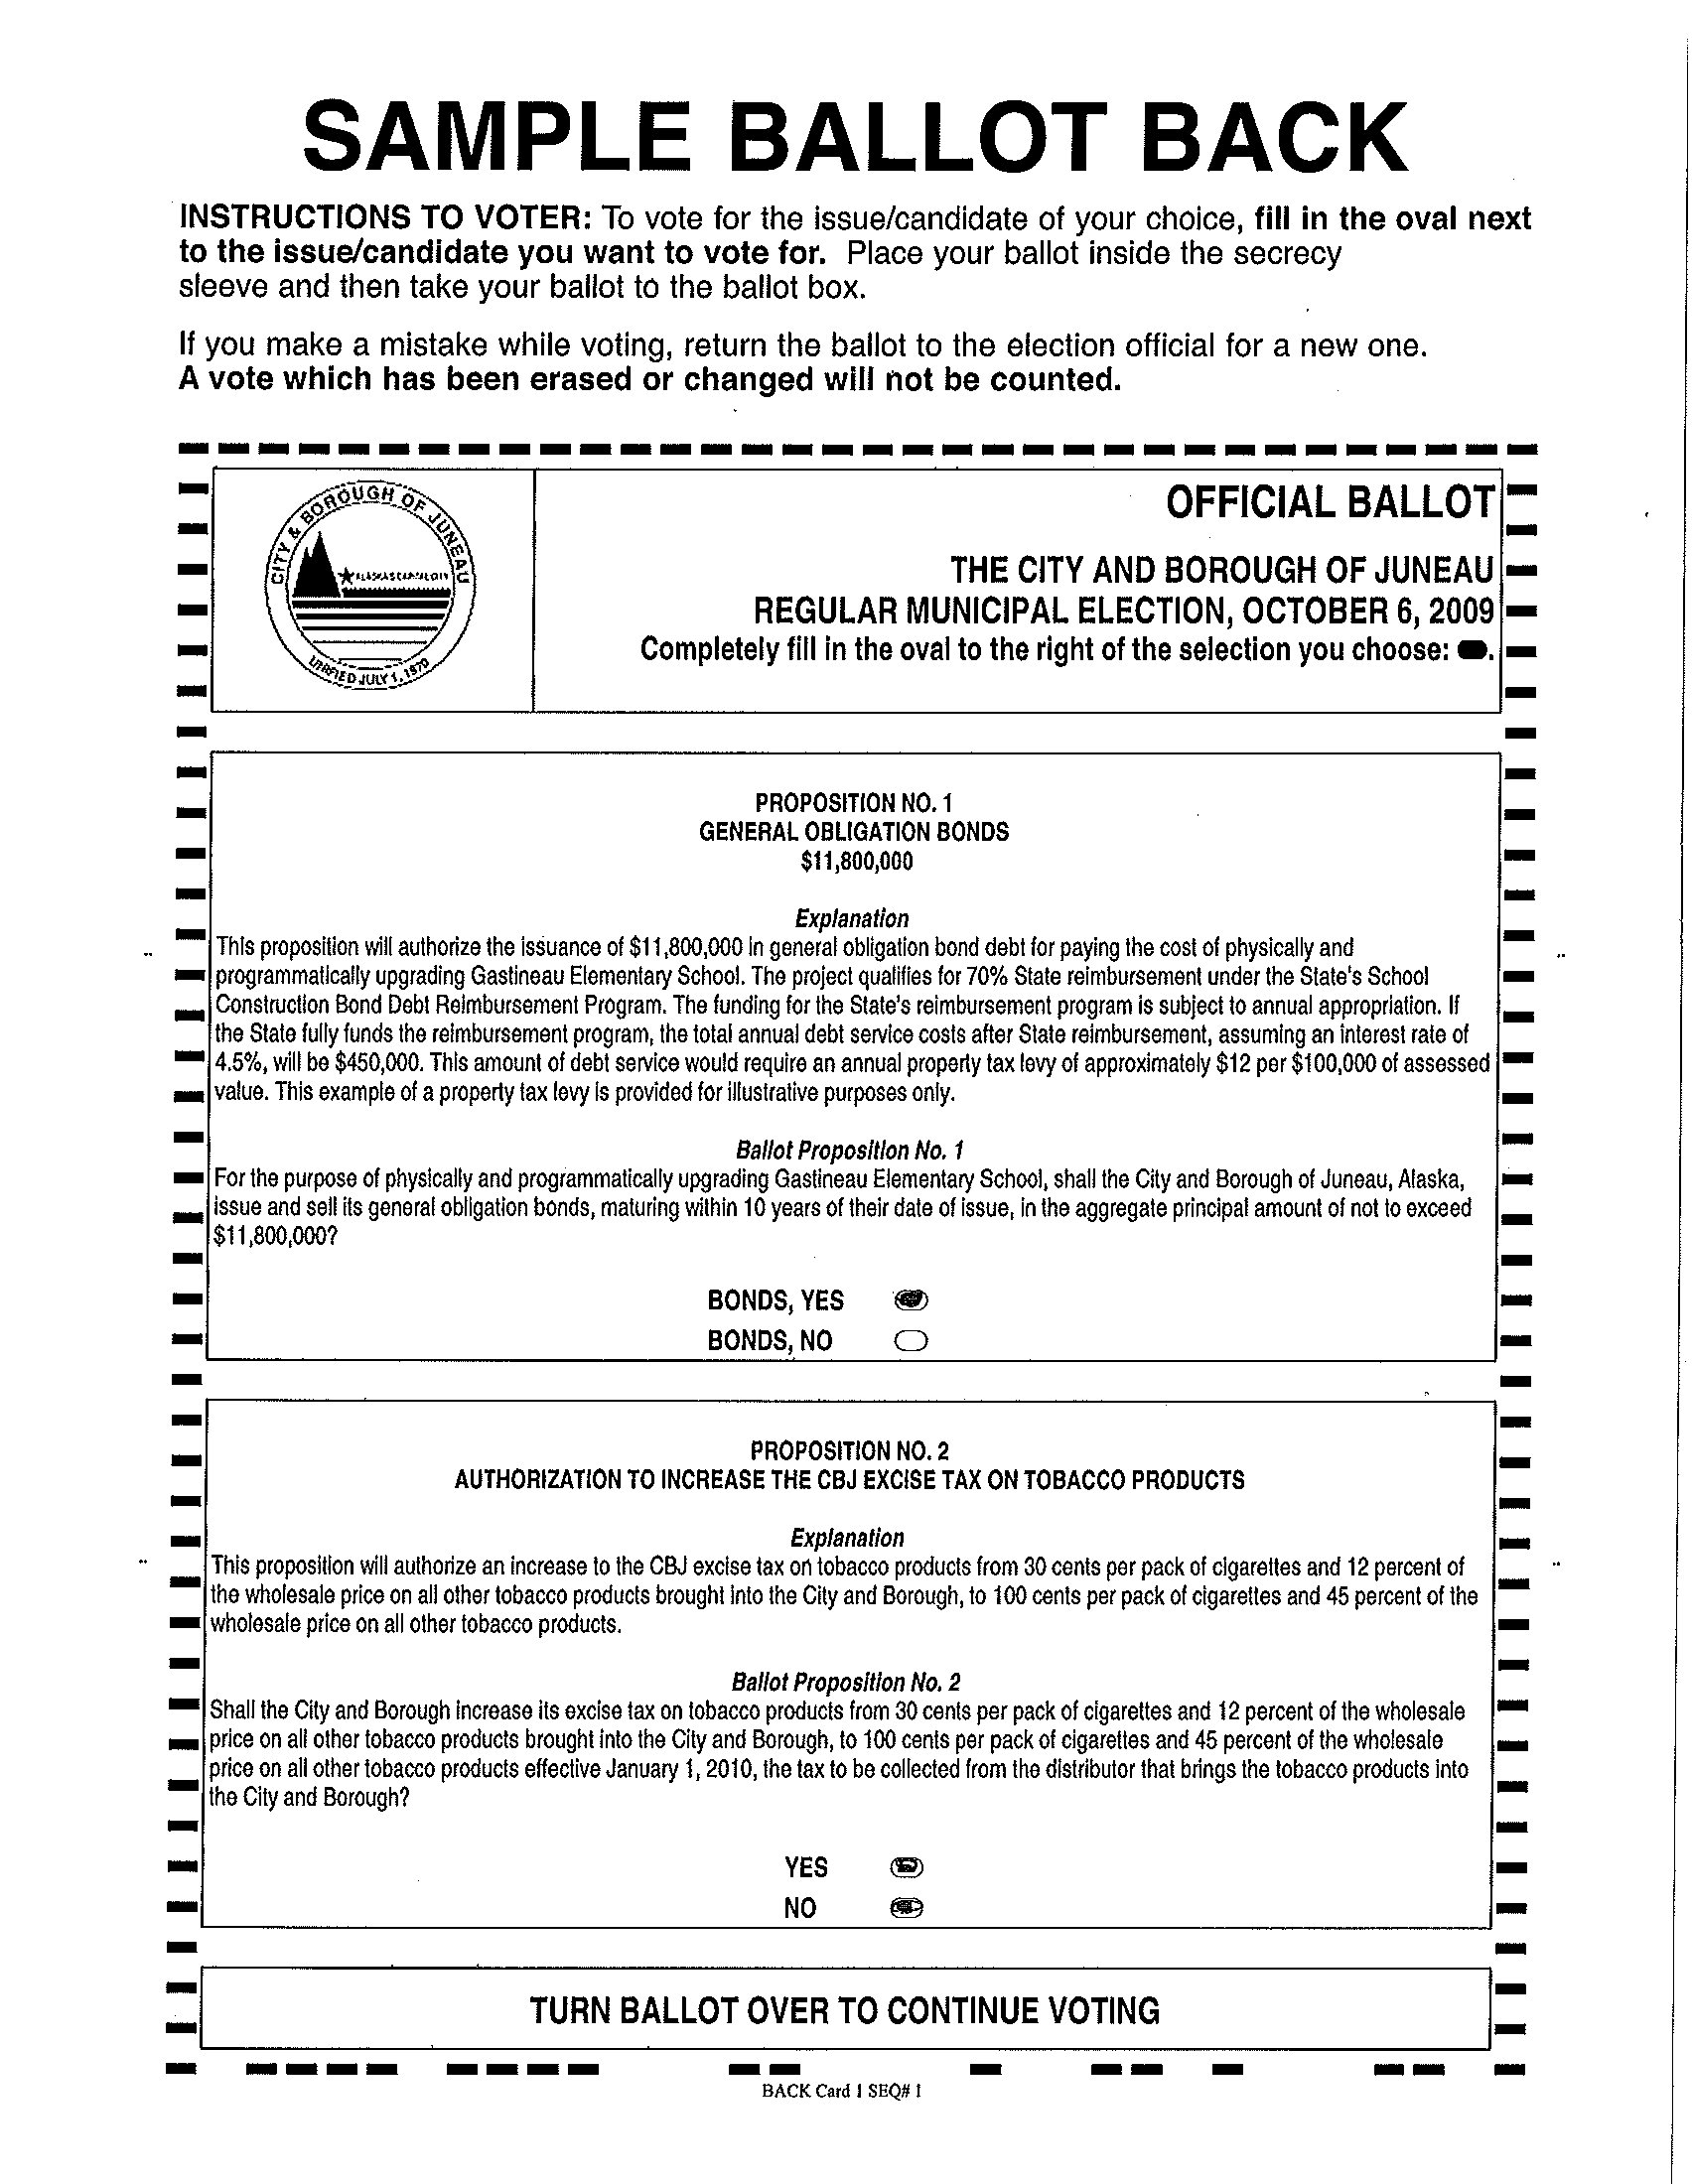 SAMPLE BALLOT BACK
INSTRUCTIONS TO VOTER: To vote for the issue/candidate of your choice, fill in the oval next
to the issue/candidate you want to vote for. Place your ballot inside the secrecy
sleeve and then take your ballot to the ballot box.
If you make a mistake while voting, return the ballot to the election official for a new one.
A vote which has been erased or changed will not be counted.
CITY & BOROUGH OF JUNEAU
ALASKA'S CAPITAL CITY
UNIFIED JULY 1, 1970
OFFICIAL BALLOT
THE CITY AND BOROUGH OF JUNEAU
REGULAR MUNICIPAL ELECTION, OCTOBER 6, 2009
Completely fill in the oval to the right of the selection you choose: .
PROPOSITION NO. 1
GENERAL OBLIGATION BONDS
$11,800,000
Explanation
This proposition will authorize the issuance of $11,800,000 in general obligation bond debt for paying the cost of physically and
programmatically upgrading Gastineau Elementary School. The project qualifies for 70% State reimbursement under the State's School
Construction Bond Debt Reimbursement Program. The funding for the State's reimbursement program is subject to annual appropriation. If
the State fully funds the reimbursement program, the total annual debt service costs after State reimbursement, assuming an interest rate of
4.5%, will be $450,000. This amount of debt service would require an annual property tax levy of approximately $12 per $100,000 of assessed
value. This example of a property tax levy is provided for illustrative purposes only.
Ballot Proposition No. 1
For the purpose of physically and programmatically upgrading Gastineau Elementary School, shall the City and Borough of Juneau, Alaska,
issue and sell its general obligation bonds, maturing within 10 years of their date of issue, in the aggregate principal amount of not to exceed
$11,800,000?
BONDS, YES
BONDS, NO
PROPOSITION NO. 2
AUTHORIZATION TO INCREASE THE CBJ EXCISE TAX ON TOBACCO PRODUCTS
Explanation
This proposition will authorize an increase to the CBJ excise tax on tobacco products from 30 cents per pack of cigarettes and 12 percent of
the wholesale price on all other tobacco products brought into the City and Borough, to 100 cents per pack of cigarettes and 45 percent of the
wholesale price on all other tobacco products.
Ballot Proposition No. 2
Shall the City and Borough increase its excise tax on tobacco products from 30 cents per pack of cigarettes and 12 percent of the wholesale
price on all other tobacco products brought into the City and Borough, to 100 cents per pack of cigarettes and 45 percent of the wholesale
price on all other tobacco products effective January 1, 2010, the tax to be collected from the distributor that brings the tobacco products into
the City and Borough?
YES
NO
TURN BALLOT OVER TO CONTINUE VOTING
BACK Card 1 SEQ# 1